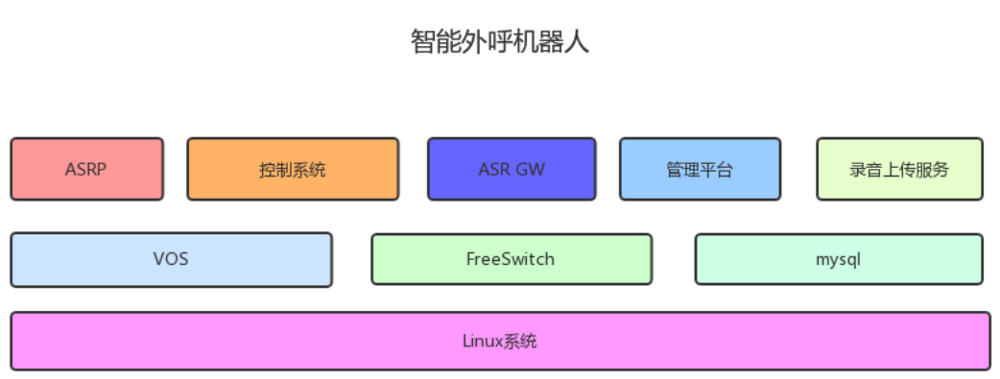 智能外呼机器人
ASRP
控制系统
ASR GW
管理平台
录音上传服务
VOS
FreeSwitch
mysql
Linux系统